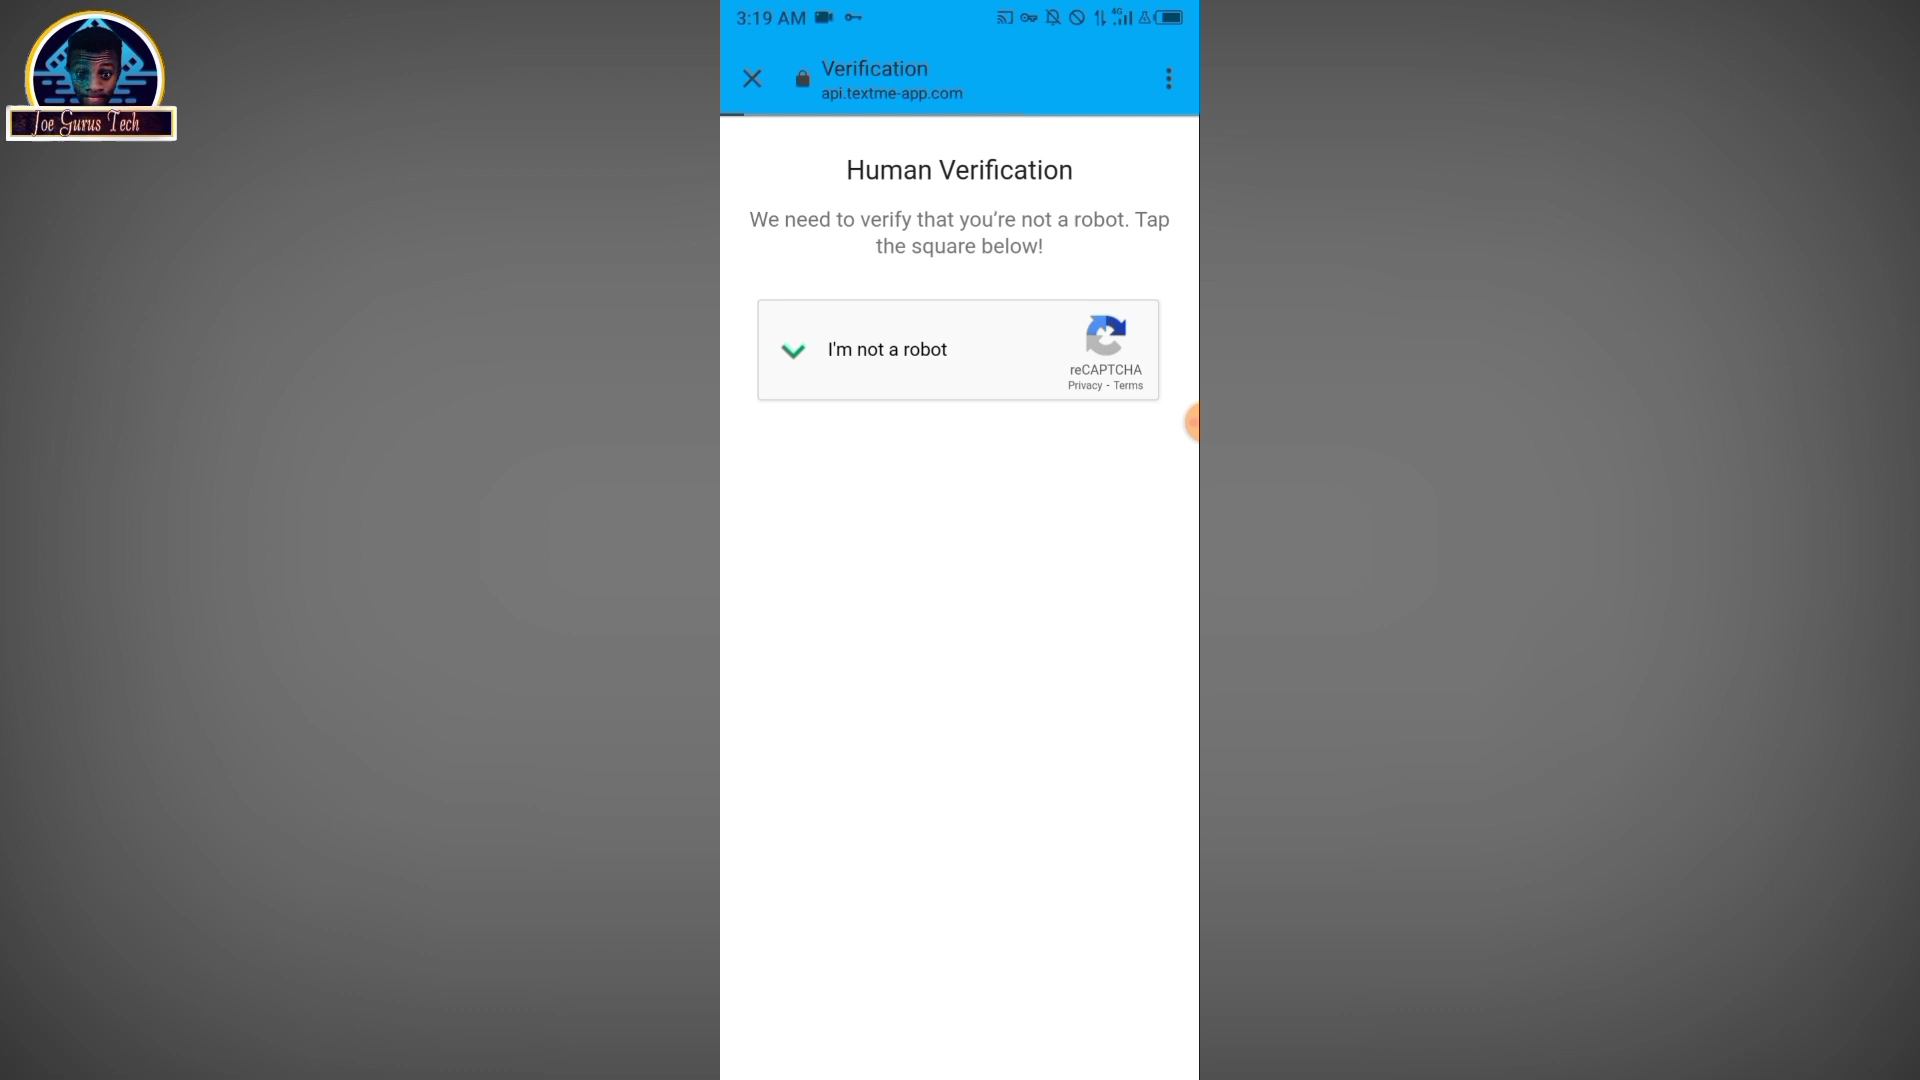 Joe Gurus Tech
3:19 AM
4G
Verification
api.textme-app.com
Human Verification
We need to verify that you’re not a robot. Tap
the square below!
I'm not a robot
reCAPTCHA
Privacy - Terms